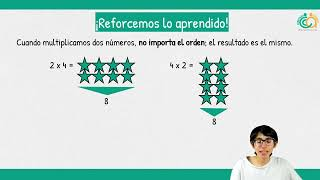 ¡Reforcemos lo aprendido!
Cuando multiplicamos dos números, no importa el orden; el resultado es el mismo.
2 x 4 =
8
4 x 2 =
8